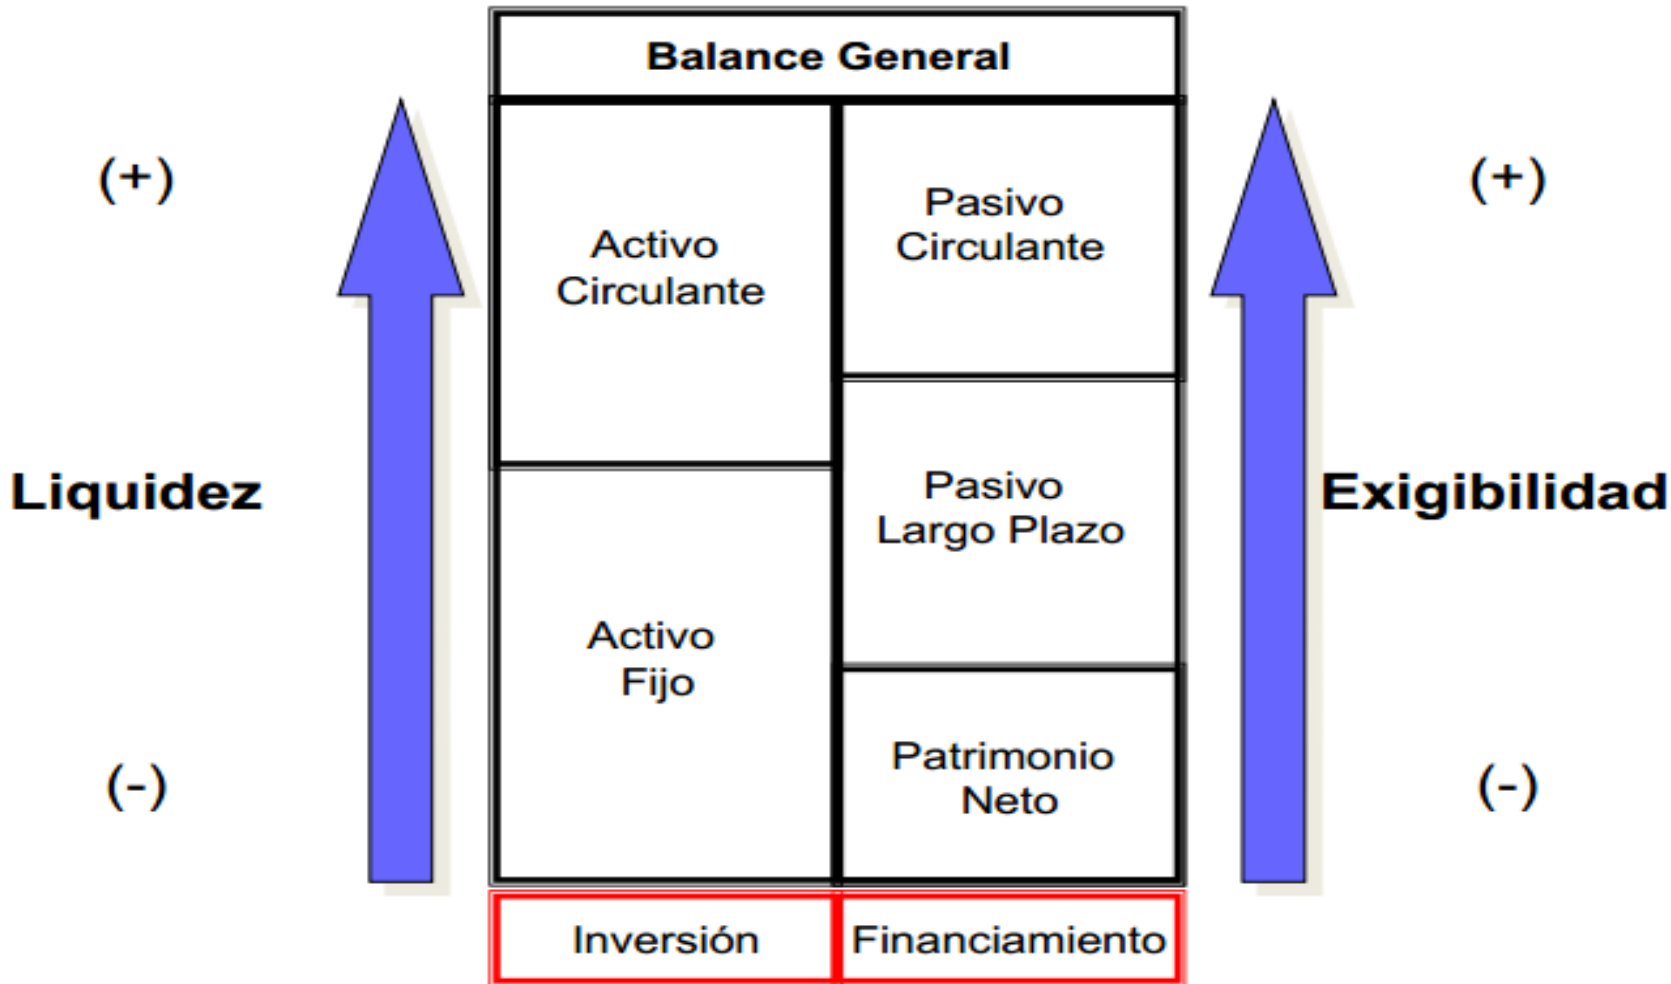 Balance General
(+)
(+)
Activo
Circulante
Pasivo
Circulante
Liquidez
Pasivo
Largo Plazo
Exigibilidad
Activo
Fijo
Patrimonio
Neto
(-)
(-)
Inversión
Financiamiento